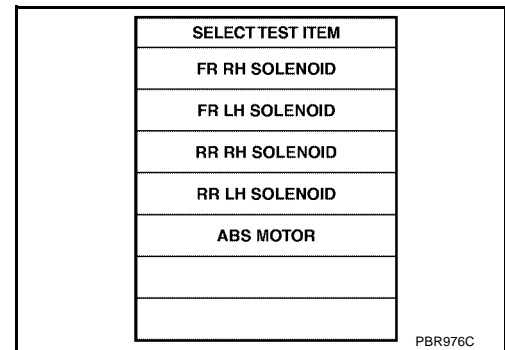 SELECT TEST ITEM
FR RH SOLENOID
FR LH SOLENOID
RR RH SOLENOID
RR LH SOLENOID
ABS MOTOR
PBR976C